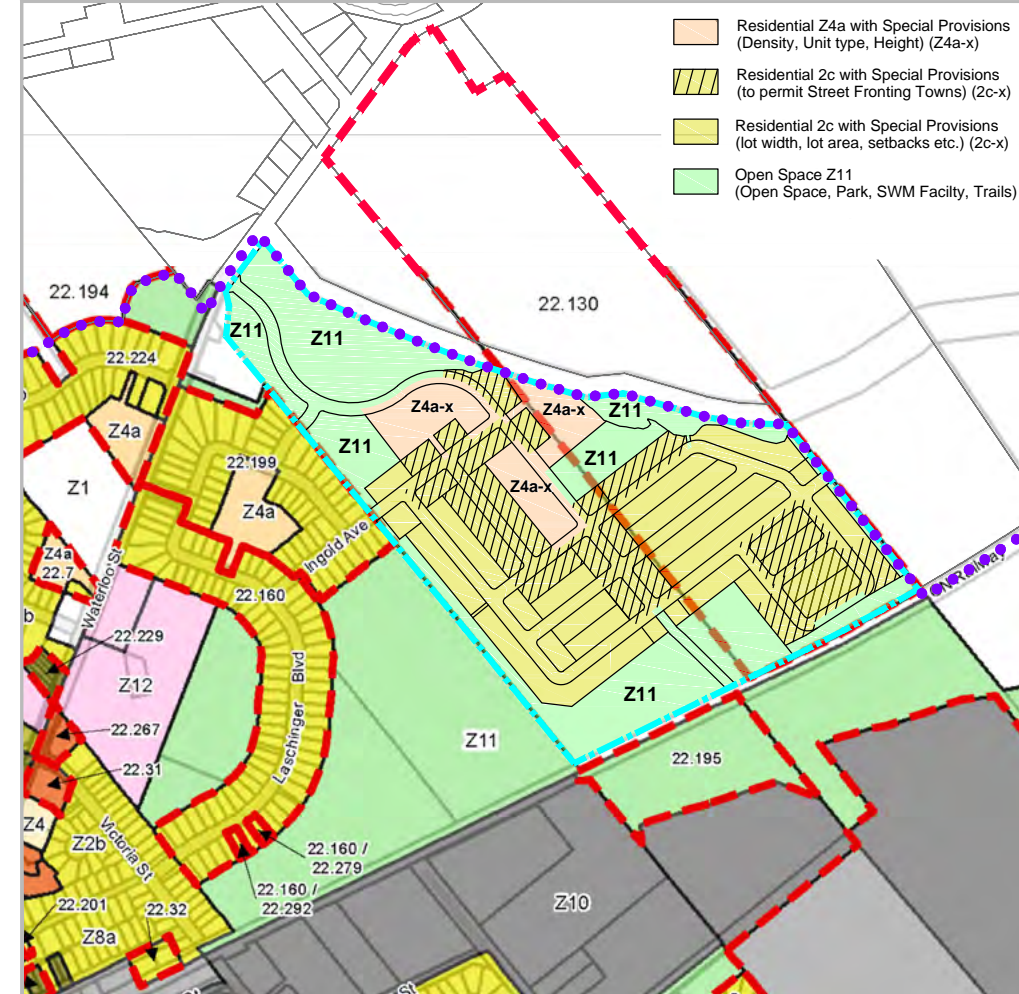 Residential Z4a with Special Provisions
(Density, Unit type, Height) (Z4a-x)
Residential 2c with Special Provisions
(to permit Street Fronting Towns) (2c-x)
Residential 2c with Special Provisions
(lot width, lot area, setbacks etc.) (2c-x)
Open Space Z11
(Open Space, Park, SWM Facilty, Trails)
22.194
22.130
Z11
Z11
22.224
Z4a-x
Z4a-x
Z11
Z4a
Z11
Z11
22.199
Z1
Z4a-x
Z4a
Ingold Ave
Z4a
22.7
Waterloo St
CN Railway
22.160
b
22.229
Z12
Laschinger Blvd
Z11
22.267
Z11
22.195
22.31
Z4
Z2b
Victoria St
22.160 /
22.279
22.160 /
22.292
22.201
22.32
Z10
Z8a
St